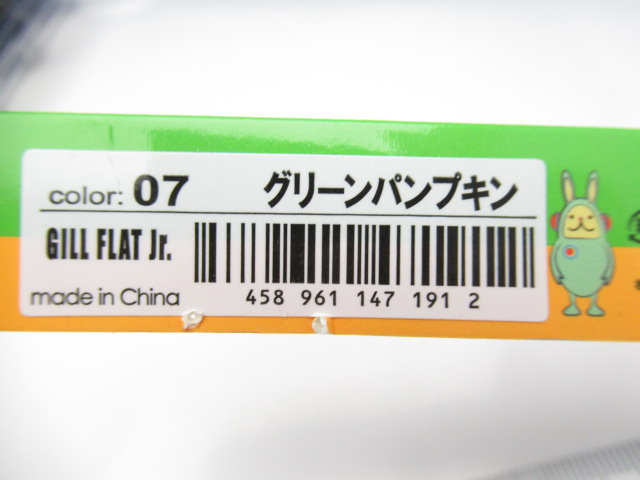 color: 07 グリーンパンプキン
GILL FLAT Jr.
made in China
458 961 147 191 2